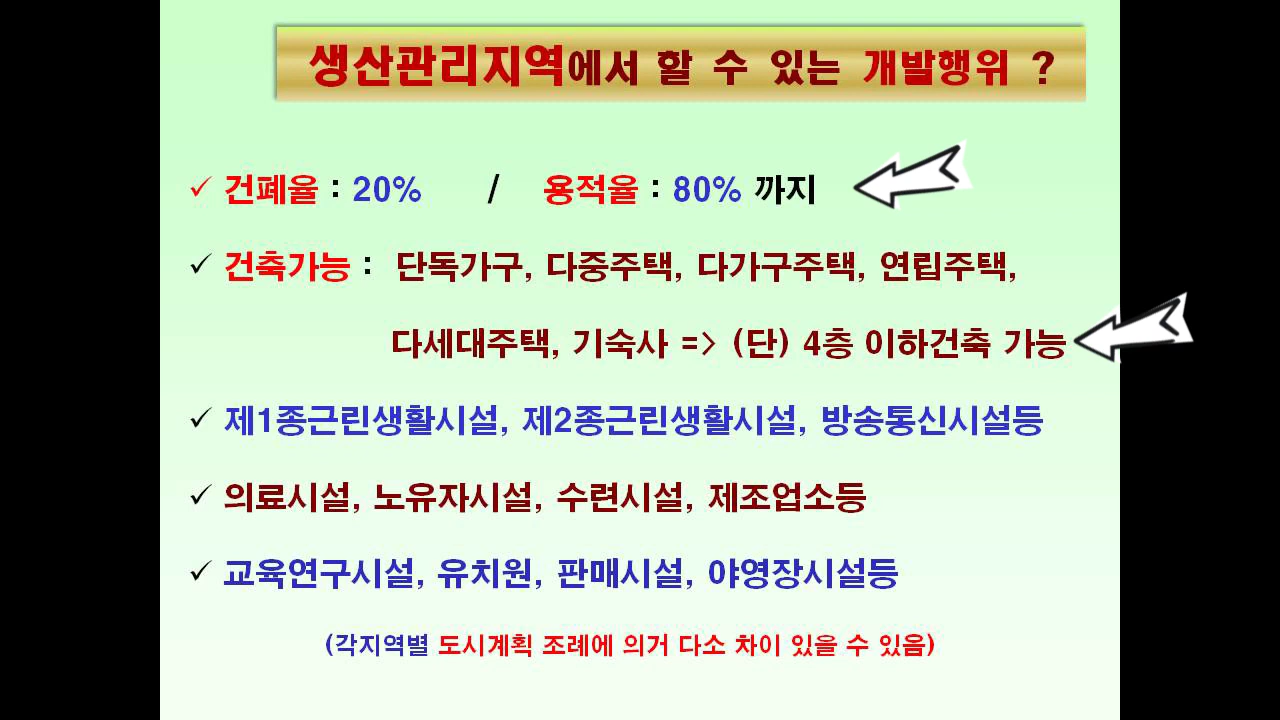 생산관리지역에서 할 수 있는 개발행위 ?
건폐율 : 20% / 용적율 : 80% 까지
건축가능 : 단독가구, 다중주택, 다가구주택, 연립주택,
다세대주택, 기숙사 => (단) 4층 이하건축 가능
제1종근린생활시설, 제2종근린생활시설, 방송통신시설등
의료시설, 노유자시설, 수련시설, 제조업소등
교육연구시설, 유치원, 판매시설, 야영장시설등
(각지역별 도시계획 조례에 의거 다소 차이 있을 수 있음)